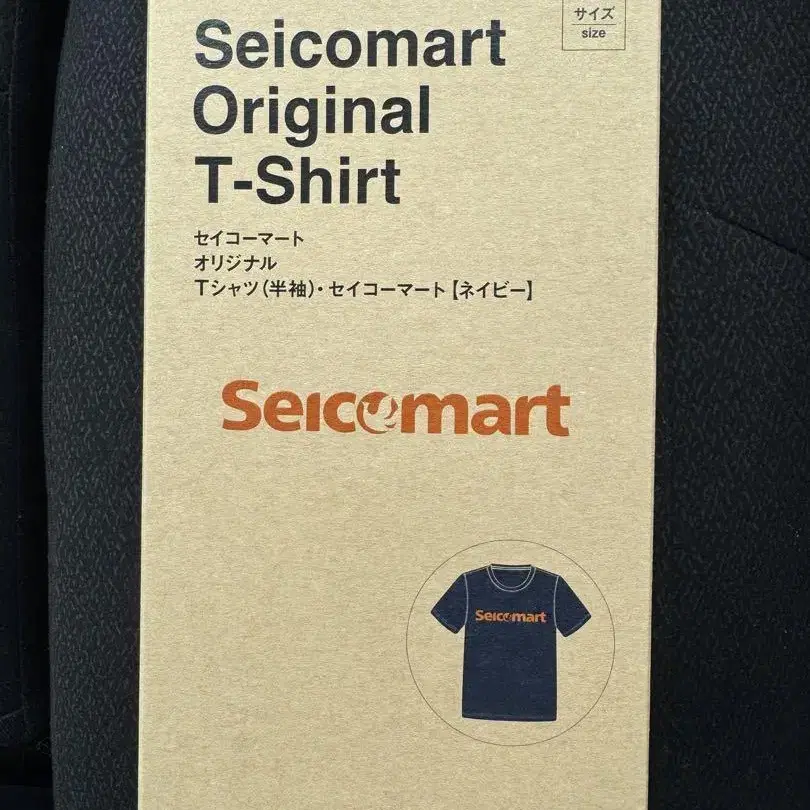 Seicomart
Original
T-Shirt
サイズ
size
セイコーマート
オリジナル
Tシャツ(半袖)・セイコーマート【ネイビー】
Seicomart
Seicomart